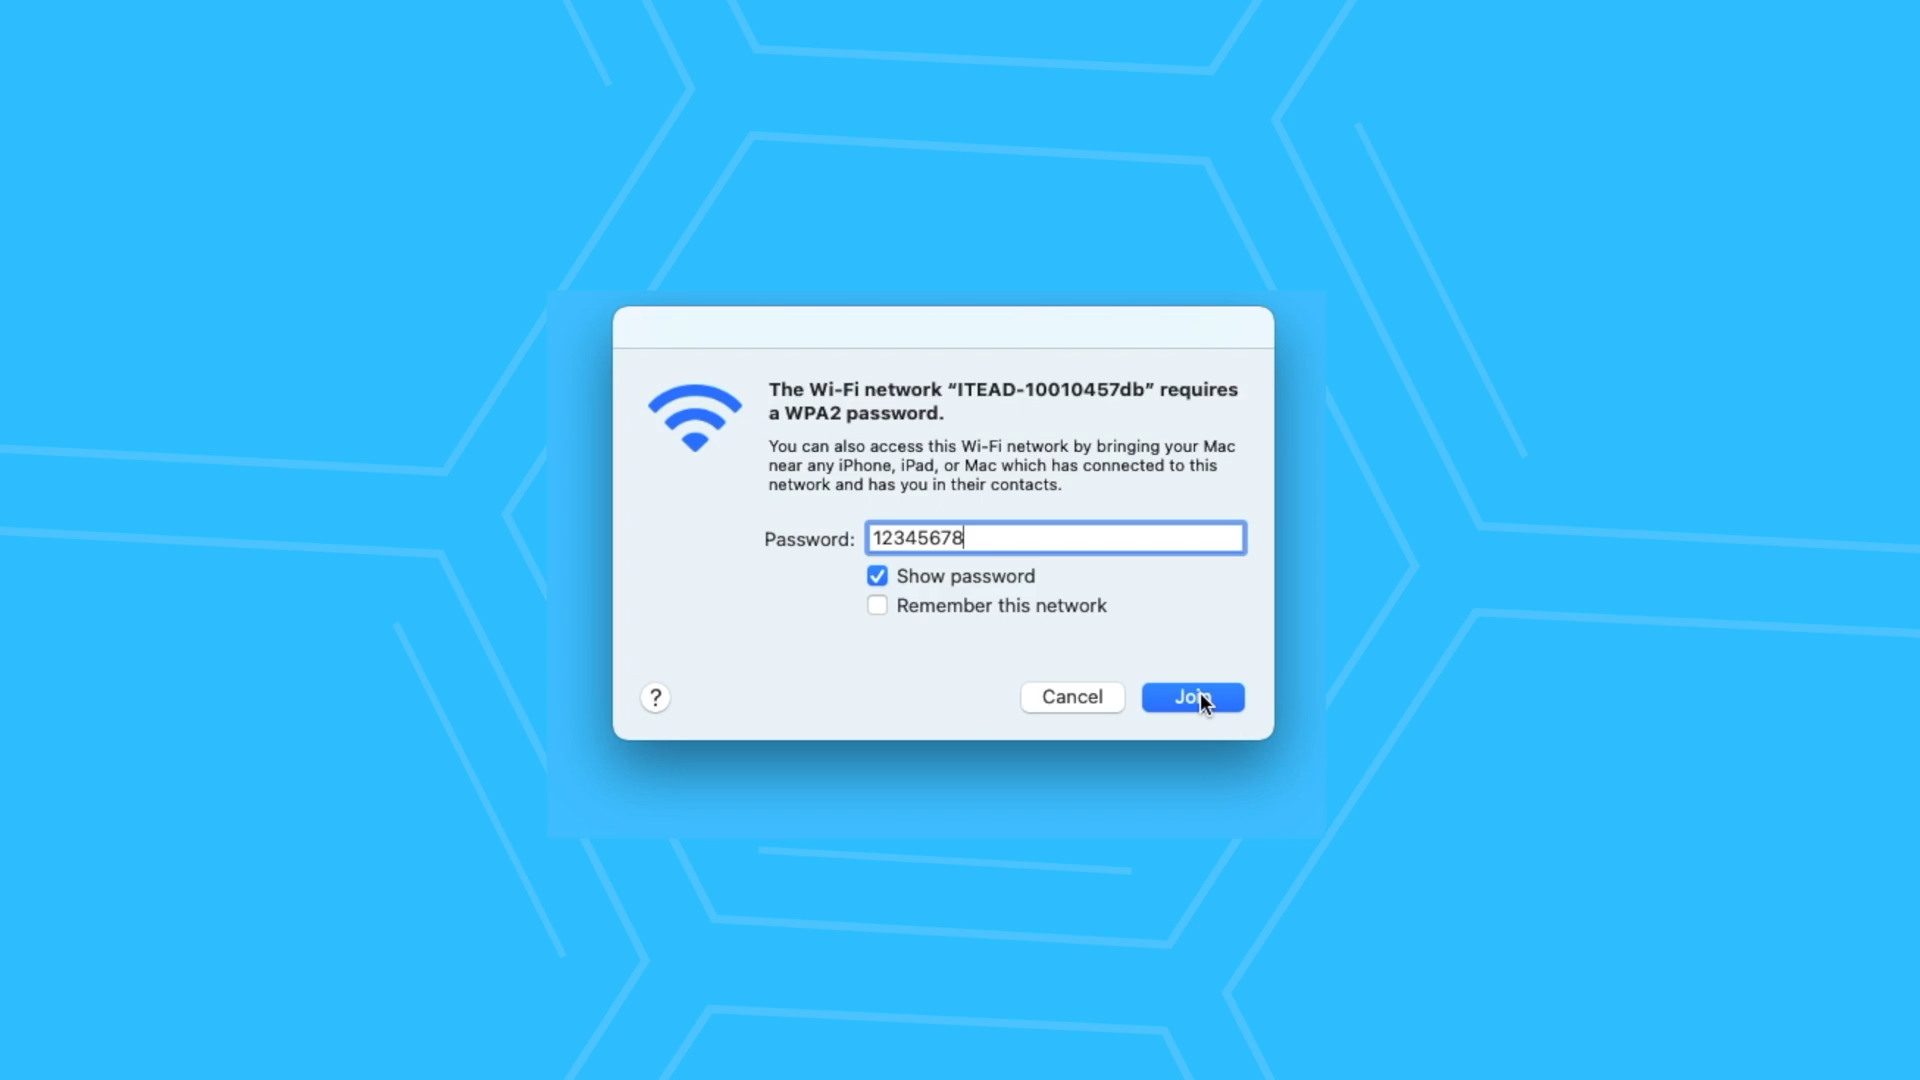 The Wi-Fi network “ITEAD-10010457db” requires
a WPA2 password.
You can also access this Wi-Fi network by bringing your Mac
near any iPhone, iPad, or Mac which has connected to this
network and has you in their contacts.
Password: 12345678
Show password
Remember this network
? Cancel Join